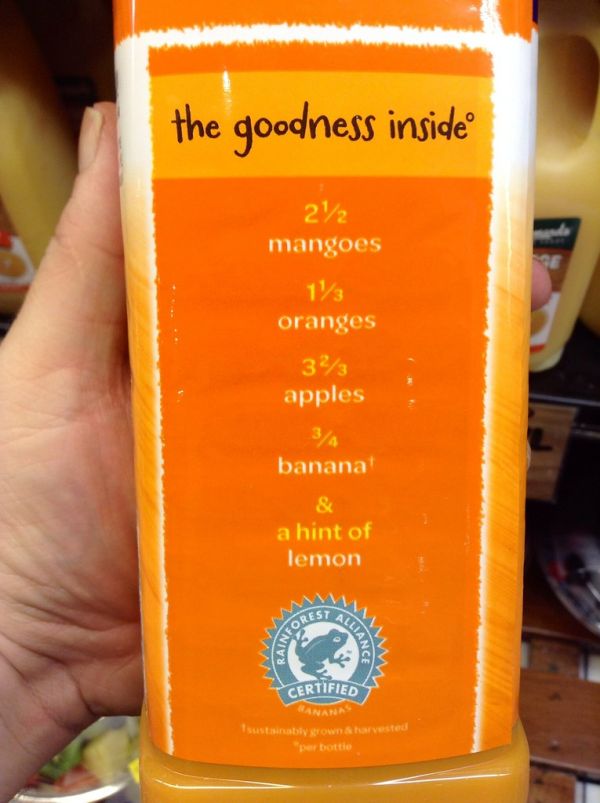 the goodness inside°
2½
mangoes
1⅓
oranges
3⅔
apples
¾
banana†
&
a hint of
lemon
RAINFOREST ALLIANCE
CERTIFIED
BANANAS
†sustainably grown & harvested
°per bottle